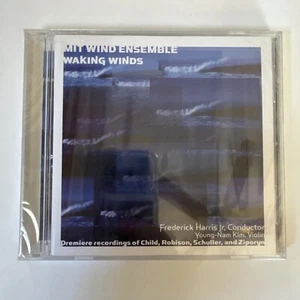 MIT WIND ENSEMBLE
WAKING WINDS
Frederick Harris Jr, Conductor
Young-Nam Kim, Violin
Premiere recordings of Child, Robison, Schuller, and Ziporyn